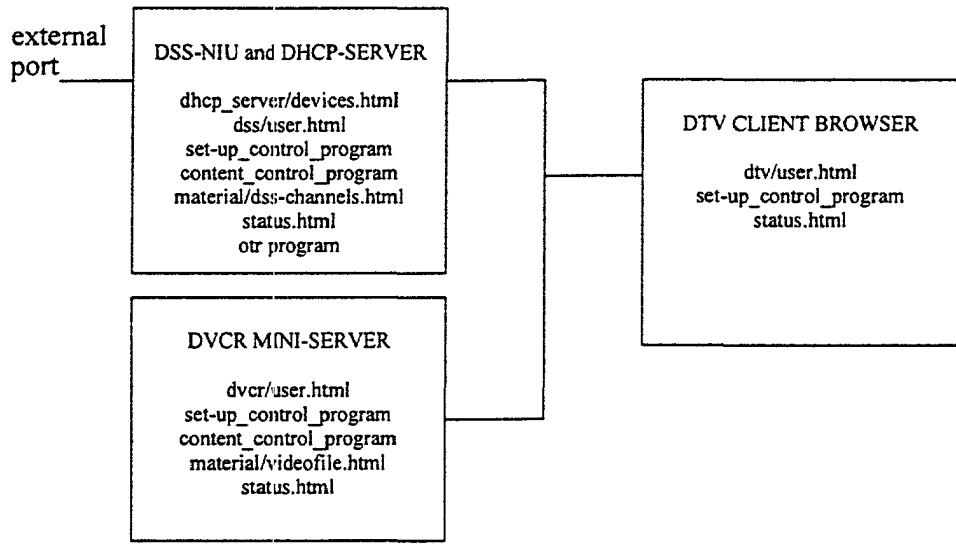 external
port
DSS-NIU and DHCP-SERVER
dhcp_server/devices.html
dss/user.html
set-up_control_program
content_control_program
material/dss-channels.html
status.html
otr program
DVCR MINI-SERVER
dvcr/user.html
set-up_control_program
content_control_program
material/videofile.html
status.html
DTV CLIENT BROWSER
dtv/user.html
set-up_control_program
status.html